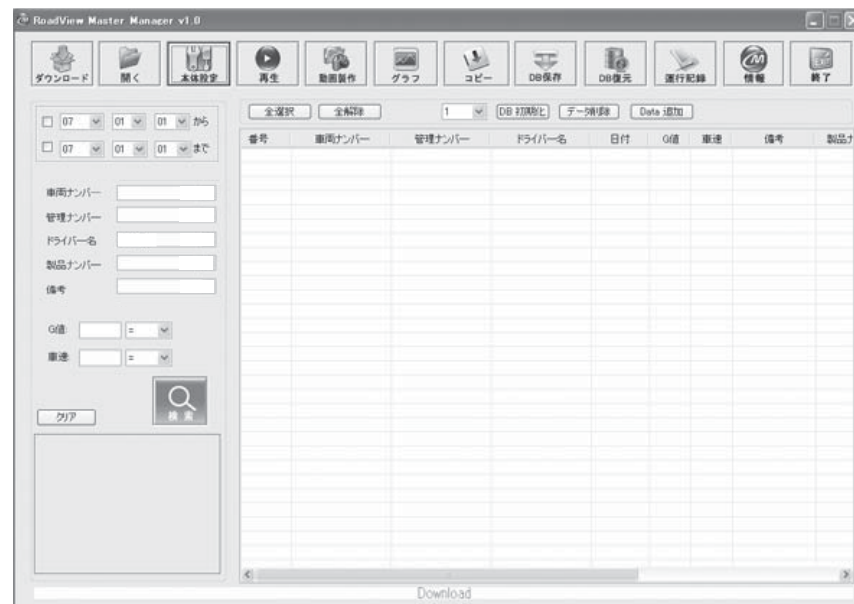 RoadView Master Manager v1.0
ダウンロード 開く 本体設定 再生 動画製作 グラフ コピー DB保存 DB復元 運行記録 情報 終了
全選択 全解除 1 DB 初期化 データ削除 Data 追加
07 01 01 から
07 01 01 まで
番号 車両ナンバー 管理ナンバー ドライバー名 日付 G値 車速 備考 製品ナ
車両ナンバー
管理ナンバー
ドライバー名
製品ナンバー
備考
G値 =
車速 =
検索
クリア
Download